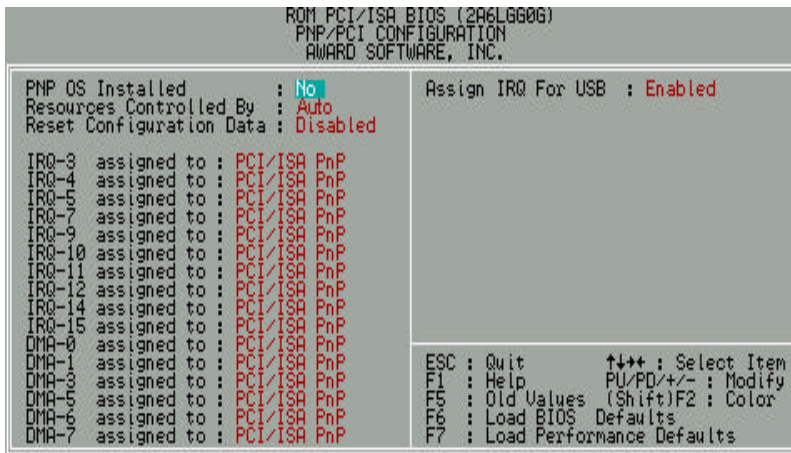 ROM PCI/ISA BIOS (2A6LGG0G)
PNP/PCI CONFIGURATION
AWARD SOFTWARE, INC.
PNP OS Installed : No
Resources Controlled By : Auto
Reset Configuration Data : Disabled
IRQ-3 assigned to : PCI/ISA PnP
IRQ-4 assigned to : PCI/ISA PnP
IRQ-5 assigned to : PCI/ISA PnP
IRQ-7 assigned to : PCI/ISA PnP
IRQ-9 assigned to : PCI/ISA PnP
IRQ-10 assigned to : PCI/ISA PnP
IRQ-11 assigned to : PCI/ISA PnP
IRQ-12 assigned to : PCI/ISA PnP
IRQ-14 assigned to : PCI/ISA PnP
IRQ-15 assigned to : PCI/ISA PnP
DMA-0 assigned to : PCI/ISA PnP
DMA-1 assigned to : PCI/ISA PnP
DMA-3 assigned to : PCI/ISA PnP
DMA-5 assigned to : PCI/ISA PnP
DMA-6 assigned to : PCI/ISA PnP
DMA-7 assigned to : PCI/ISA PnP
Assign IRQ For USB : Enabled
ESC : Quit ↑↓→← : Select Item
F1 : Help PU/PD/+/- : Modify
F5 : Old Values (Shift)F2 : Color
F6 : Load BIOS Defaults
F7 : Load Performance Defaults